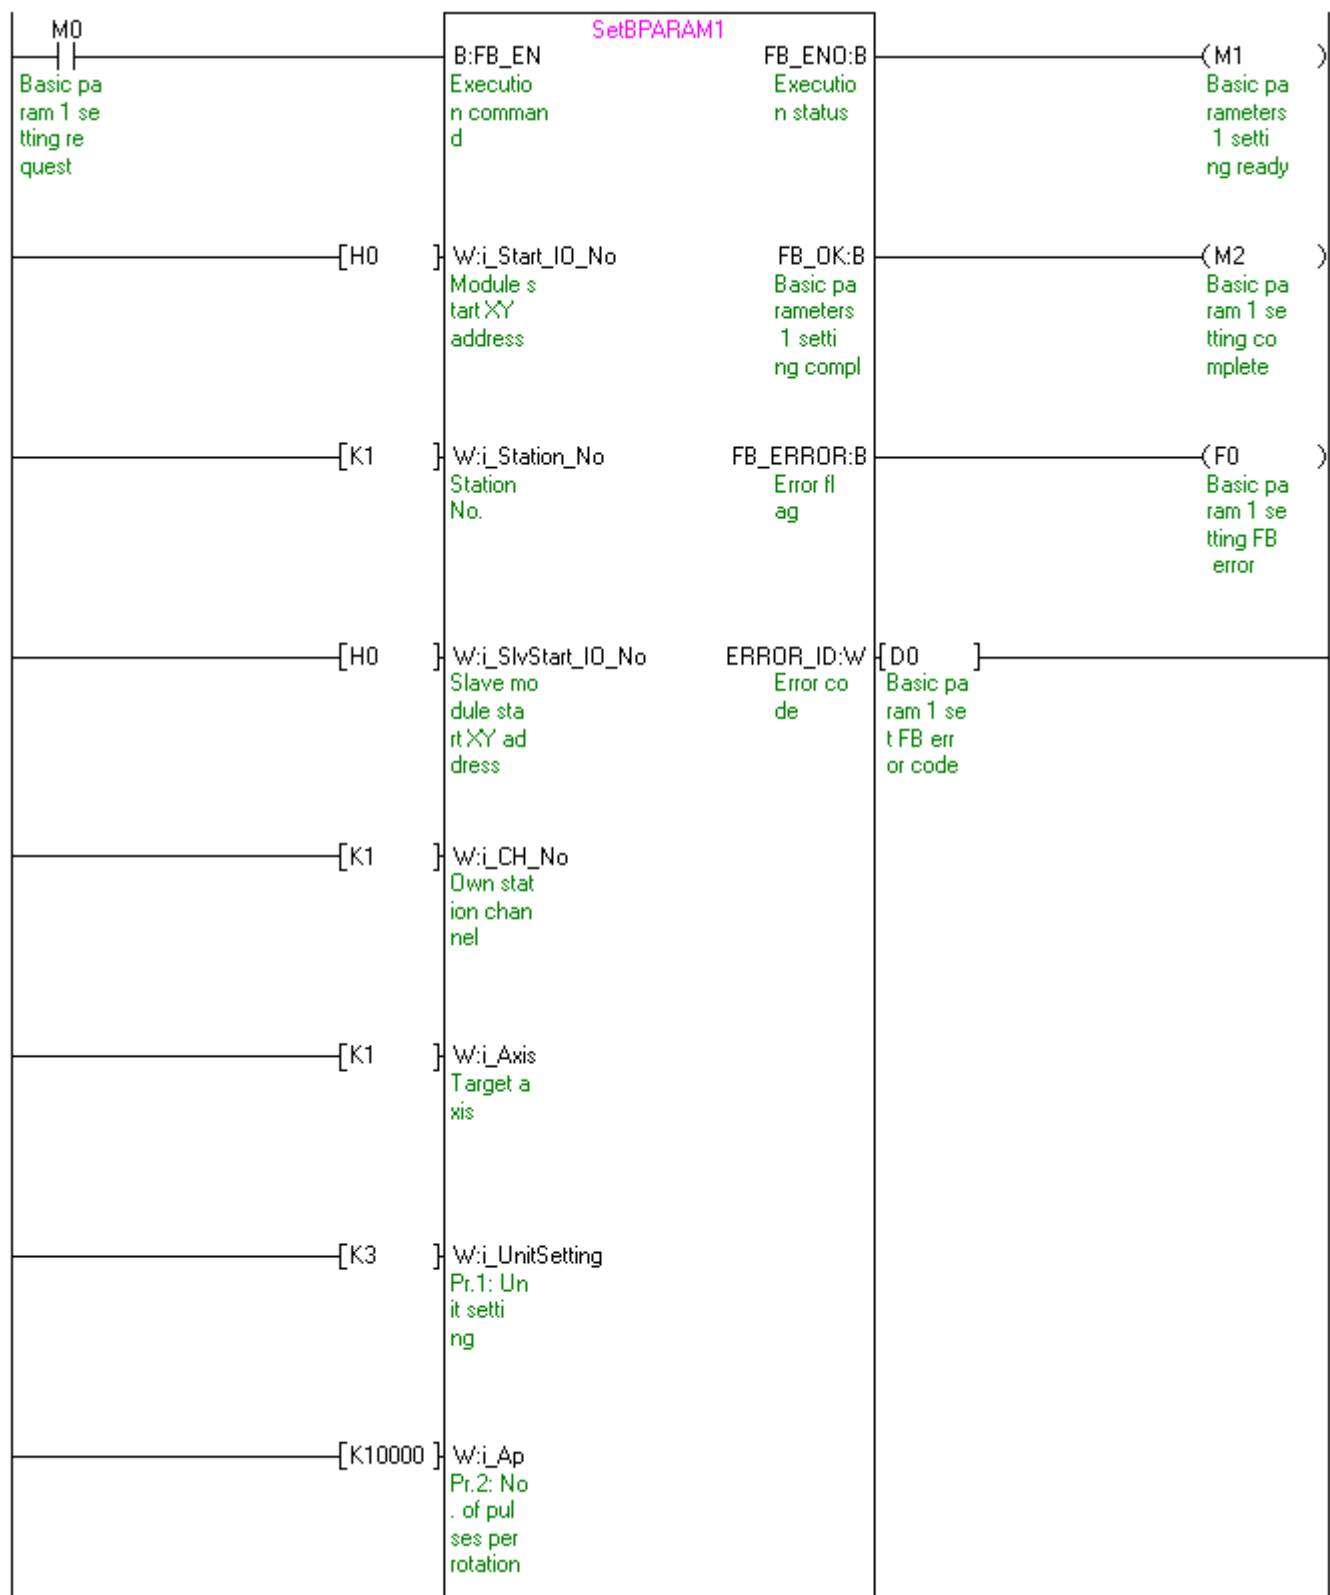 M0
SetBPARAM1
B:FB_EN
FB_ENO:B
(M1 )
Basic pa
ram 1 se
tting re
quest
Executio
n comman
d
Executio
n status
Basic pa
rameters
1 setti
ng ready
[H0 ]
W:i_Start_IO_No
FB_OK:B
(M2 )
Module s
tart XY
address
Basic pa
rameters
1 setti
ng compl
Basic pa
ram 1 se
tting co
mplete
[K1 ]
W:i_Station_No
FB_ERROR:B
(F0 )
Station
No.
Error fl
ag
Basic pa
ram 1 se
tting FB
error
[H0 ]
W:i_SlvStart_IO_No
ERROR_ID:W
[D0 ]
Slave mo
dule sta
rt XY ad
dress
Error co
de
Basic pa
ram 1 se
t FB err
or code
[K1 ]
W:i_CH_No
Own stat
ion chan
nel
[K1 ]
W:i_Axis
Target a
xis
[K3 ]
W:i_UnitSetting
Pr.1: Un
it setti
ng
[K10000 ]
W:i_Ap
Pr.2: No
. of pul
ses per
rotation